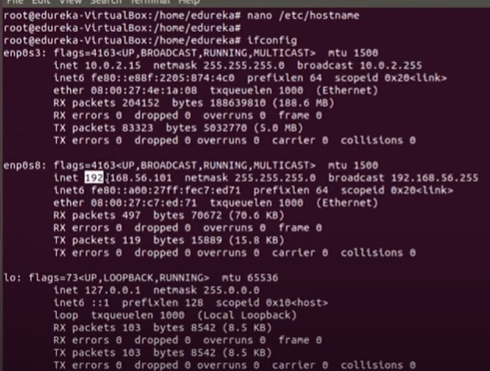 File Edit View Search Terminal Help
root@edureka-VirtualBox:/home/edureka# nano /etc/hostname
root@edureka-VirtualBox:/home/edureka#
root@edureka-VirtualBox:/home/edureka# ifconfig
enp0s3: flags=4163<UP,BROADCAST,RUNNING,MULTICAST> mtu 1500
inet 10.0.2.15 netmask 255.255.255.0 broadcast 10.0.2.255
inet6 fe80::e88f:2205:874:4c0 prefixlen 64 scopeid 0x20<link>
ether 08:00:27:4e:1a:08 txqueuelen 1000 (Ethernet)
RX packets 204152 bytes 188639810 (188.6 MB)
RX errors 0 dropped 0 overruns 0 frame 0
TX packets 83323 bytes 5032770 (5.0 MB)
TX errors 0 dropped 0 overruns 0 carrier 0 collisions 0
enp0s8: flags=4163<UP,BROADCAST,RUNNING,MULTICAST> mtu 1500
inet 192.168.56.101 netmask 255.255.255.0 broadcast 192.168.56.255
inet6 fe80::a00:27ff:fec7:ed71 prefixlen 64 scopeid 0x20<link>
ether 08:00:27:c7:ed:71 txqueuelen 1000 (Ethernet)
RX packets 497 bytes 70672 (70.6 KB)
RX errors 0 dropped 0 overruns 0 frame 0
TX packets 119 bytes 15889 (15.8 KB)
TX errors 0 dropped 0 overruns 0 carrier 0 collisions 0
lo: flags=73<UP,LOOPBACK,RUNNING> mtu 65536
inet 127.0.0.1 netmask 255.0.0.0
inet6 ::1 prefixlen 128 scopeid 0x10<host>
loop txqueuelen 1000 (Local Loopback)
RX packets 103 bytes 8542 (8.5 KB)
RX errors 0 dropped 0 overruns 0 frame 0
TX packets 103 bytes 8542 (8.5 KB)
TX errors 0 dropped 0 overruns 0 carrier 0 collisions 0